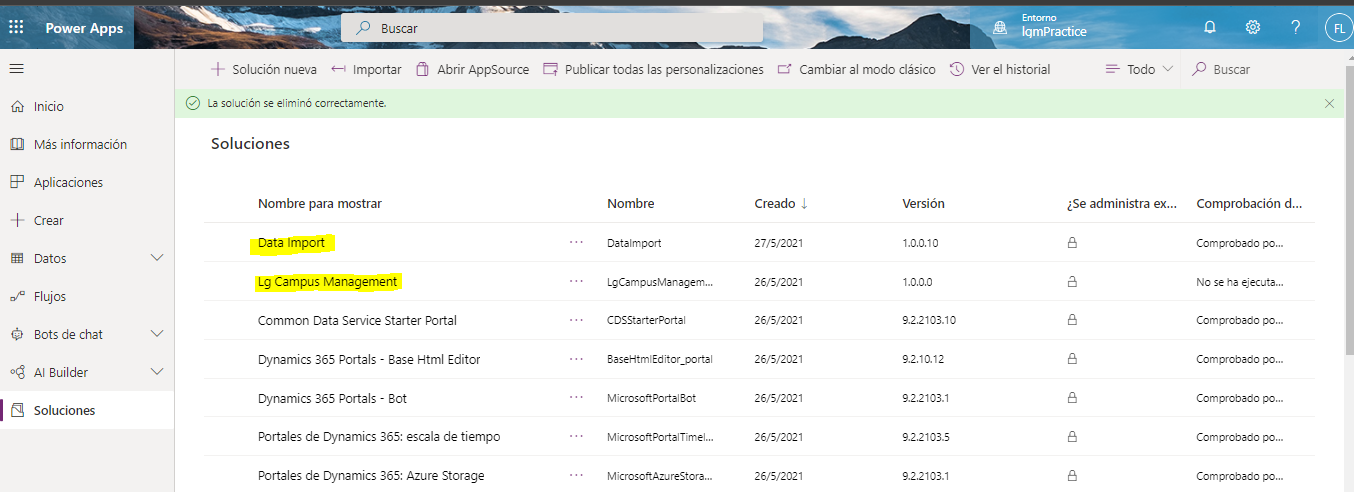 Power Apps
Buscar
Entorno
lqmPractice
FL
Solución nueva
Importar
Abrir AppSource
Publicar todas las personalizaciones
Cambiar al modo clásico
Ver el historial
Todo
Buscar
Inicio
Más información
Aplicaciones
Crear
Datos
Flujos
Bots de chat
AI Builder
Soluciones
La solución se eliminó correctamente.
Soluciones
Nombre para mostrar Nombre Creado Versión ¿Se administra ex... Comprobación d...
Data Import ... DataImport 27/5/2021 1.0.0.10 Comprobado po...
Lg Campus Management ... LgCampusManagem... 26/5/2021 1.0.0.0 No se ha ejecuta...
Common Data Service Starter Portal ... CDSStarterPortal 26/5/2021 9.2.2103.10 Comprobado po...
Dynamics 365 Portals - Base Html Editor ... BaseHtmlEditor_portal 26/5/2021 9.2.10.12 Comprobado po...
Dynamics 365 Portals - Bot ... MicrosoftPortalBot 26/5/2021 9.2.2103.1 Comprobado po...
Portales de Dynamics 365: escala de tiempo ... MicrosoftPortalTimel... 26/5/2021 9.2.2103.5 Comprobado po...
Portales de Dynamics 365: Azure Storage ... MicrosoftAzureStora... 26/5/2021 9.2.2103.1 Comprobado po...